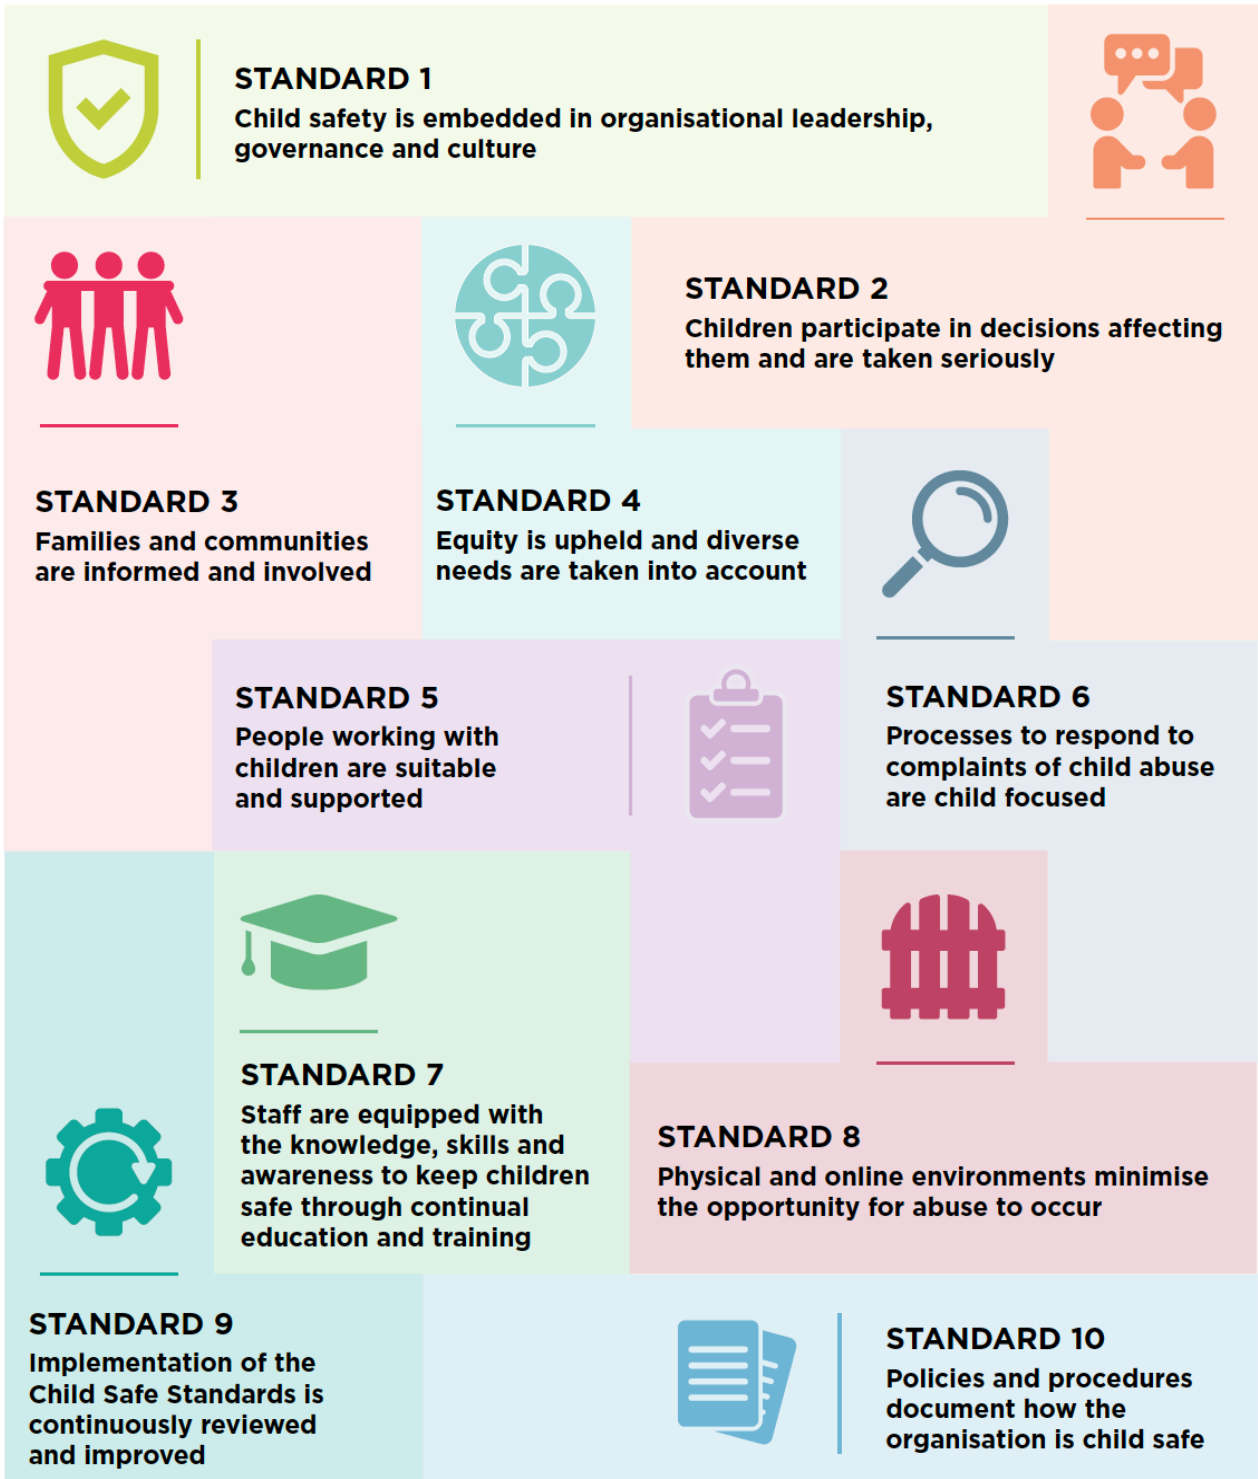 STANDARD 1
Child safety is embedded in organisational leadership,
governance and culture
STANDARD 2
Children participate in decisions affecting
them and are taken seriously
STANDARD 3
Families and communities
are informed and involved
STANDARD 4
Equity is upheld and diverse
needs are taken into account
STANDARD 5
People working with
children are suitable
and supported
STANDARD 6
Processes to respond to
complaints of child abuse
are child focused
STANDARD 7
Staff are equipped with
the knowledge, skills and
awareness to keep children
safe through continual
education and training
STANDARD 8
Physical and online environments minimise
the opportunity for abuse to occur
STANDARD 9
Implementation of the
Child Safe Standards is
continuously reviewed
and improved
STANDARD 10
Policies and procedures
document how the
organisation is child safe